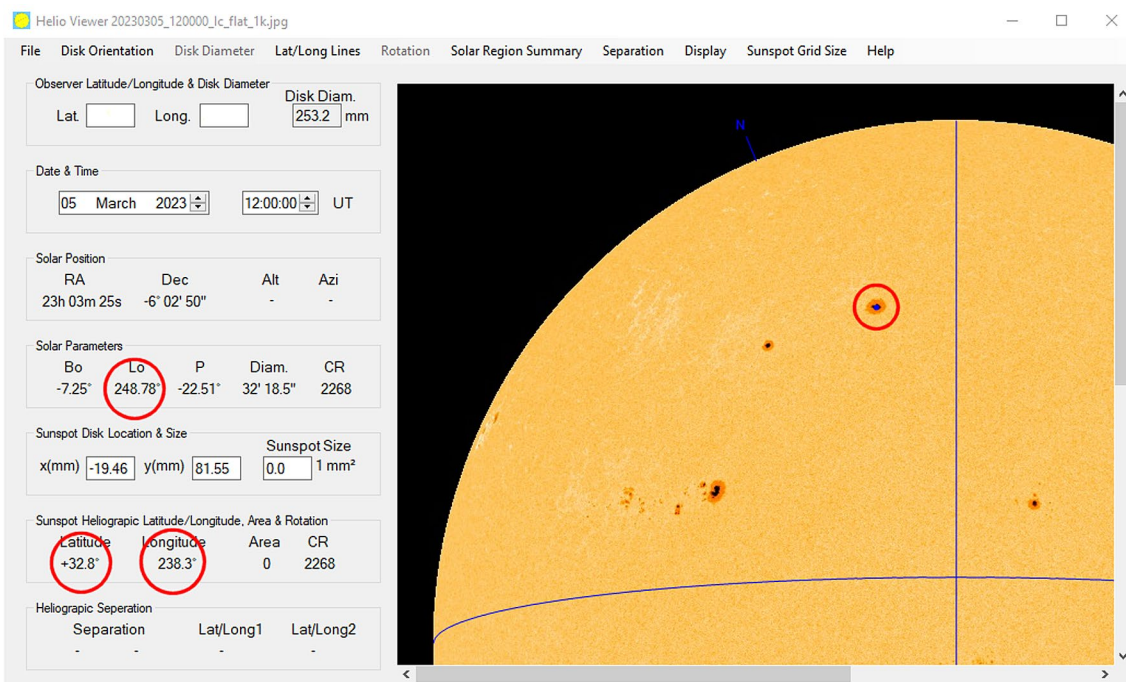 Helio Viewer 20230305_120000_lc_flat_1k.jpg
File Disk Orientation Disk Diameter Lat/Long Lines Rotation Solar Region Summary Separation Display Sunspot Grid Size Help
Observer Latitude/Longitude & Disk Diameter
Disk Diam.
Lat. Long. 253.2 mm
Date & Time
05 March 2023 12:00:00 UT
Solar Position
RA Dec Alt Azi
23h 03m 25s -6° 02' 50" - -
Solar Parameters
Bo Lo P Diam. CR
-7.25° 248.78° -22.51° 32' 18.5" 2268
Sunspot Disk Location & Size
Sunspot Size
x(mm) -19.46 y(mm) 81.55 0.0 1 mm²
Sunspot Heliograpic Latitude/Longitude, Area & Rotation
Latitude Longitude Area CR
+32.8° 238.3° 0 2268
Heliograpic Seperation
Separation Lat/Long1 Lat/Long2
- - - -
N